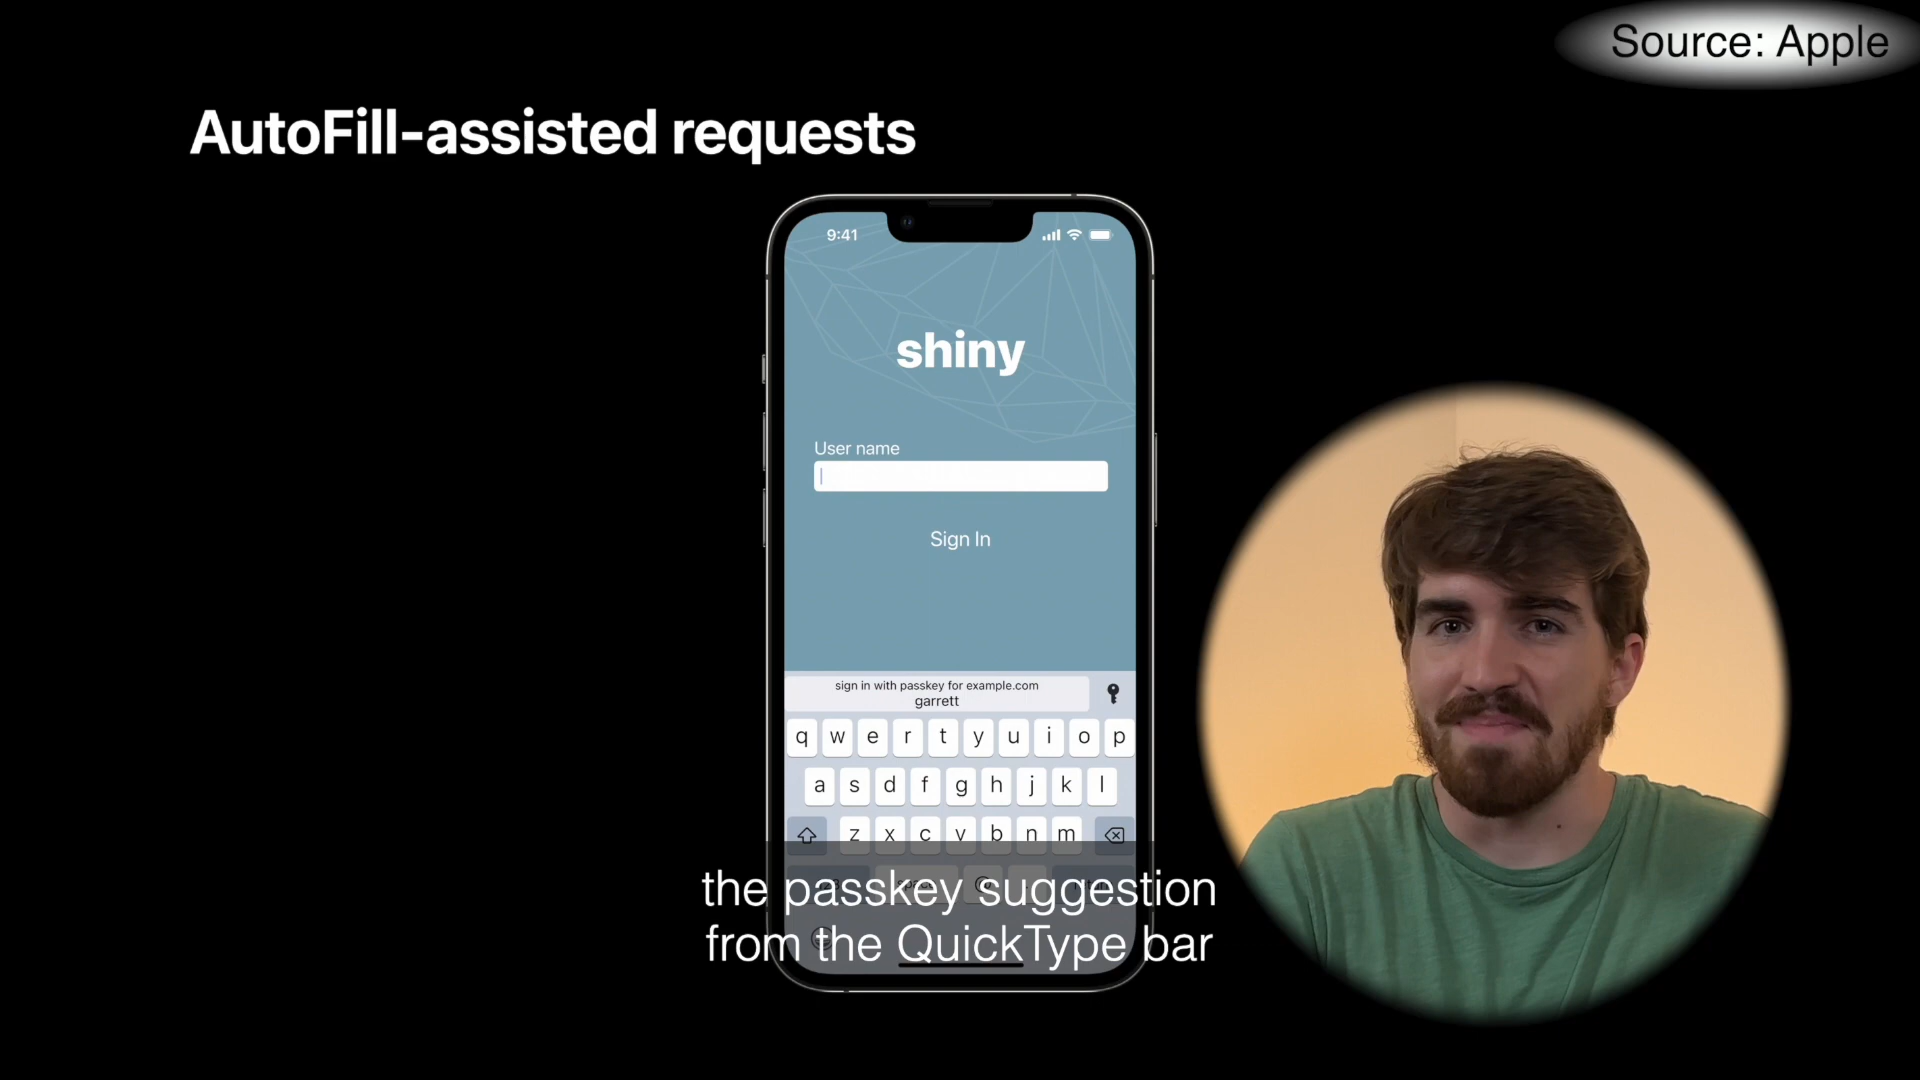 Source: Apple
AutoFill-assisted requests
9:41
shiny
User name
Sign In
sign in with passkey for example.com
garrett
q w e r t y u i o p
a s d f g h j k l
z x c v b n m
the passkey suggestion
from the QuickType bar